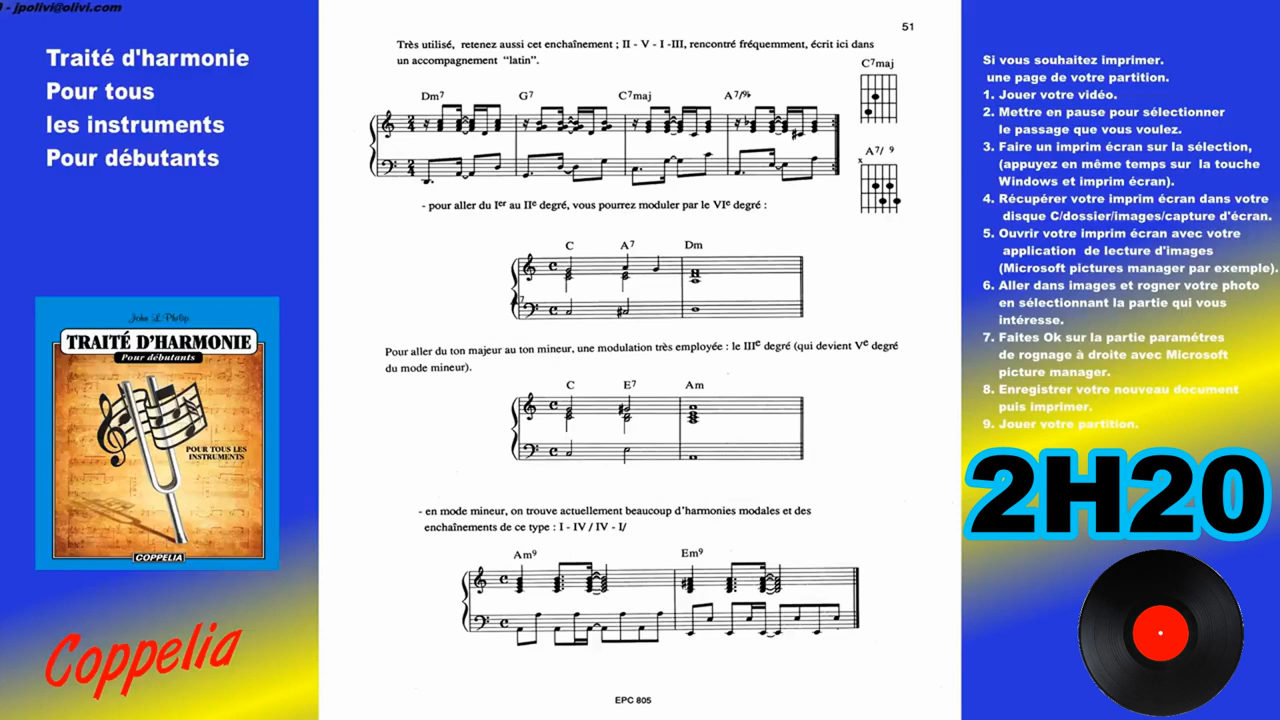 - jpolivi@olivi.com
Traité d'harmonie
Pour tous
les instruments
Pour débutants
John L. Philip
TRAITÉ D'HARMONIE
Pour débutants
POUR TOUS LES
INSTRUMENTS
COPPELIA
Coppelia
51
Très utilisé, retenez aussi cet enchaînement ; II - V - I -III, rencontré fréquemment, écrit ici dans
un accompagnement “latin”.
C7maj
Dm7 G7 C7maj A7/9b
A7/ 9
x
- pour aller du Ier au IIe degré, vous pourrez moduler par le VIe degré :
C A7 Dm
Pour aller du ton majeur au ton mineur, une modulation très employée : le IIIe degré (qui devient Ve degré
du mode mineur).
C E7 Am
- en mode mineur, on trouve actuellement beaucoup d'harmonies modales et des
enchaînements de ce type : I - IV / IV - I/
Am9 Em9
EPC 805
Si vous souhaitez imprimer.
une page de votre partition.
1. Jouer votre vidéo.
2. Mettre en pause pour sélectionner
le passage que vous voulez.
3. Faire un imprim écran sur la sélection,
(appuyez en même temps sur la touche
Windows et imprim écran).
4. Récupérer votre imprim écran dans votre
disque C/dossier/images/capture d'écran.
5. Ouvrir votre imprim écran avec votre
application de lecture d'images
(Microsoft pictures manager par exemple).
6. Aller dans images et rogner votre photo
en sélectionnant la partie qui vous
intéresse.
7. Faites Ok sur la partie paramétres
de rognage à droite avec Microsoft
picture manager.
8. Enregistrer votre nouveau document
puis imprimer.
9. Jouer votre partition.
2H20